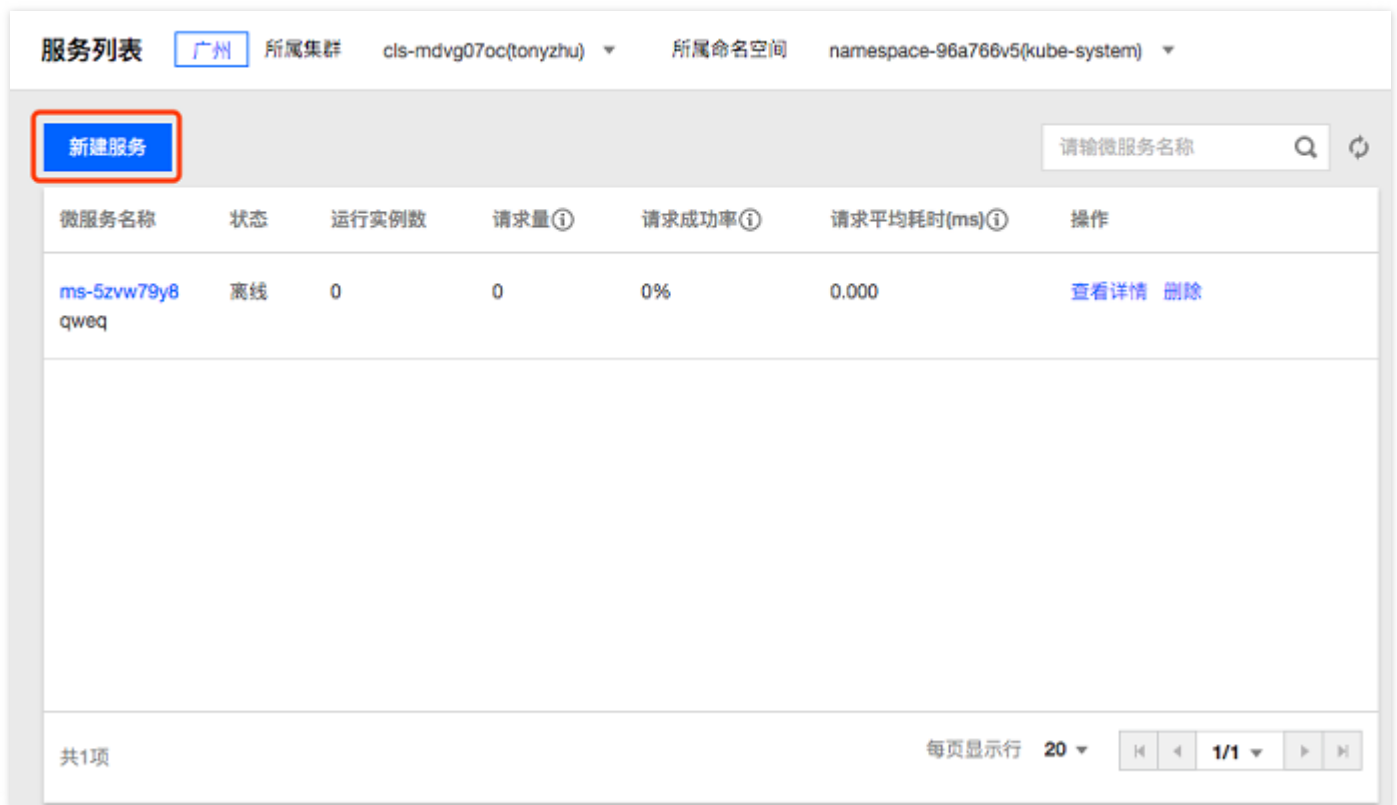 服务列表 广州 所属集群 cls-mdvg07oc(tonyzhu) 所属命名空间 namespace-96a766v5(kube-system)
新建服务 请输微服务名称
微服务名称 状态 运行实例数 请求量 请求成功率 请求平均耗时(ms) 操作
ms-5zvw79y8 离线 0 0 0% 0.000 查看详情 删除
qweq
共1项 每页显示行 20 1/1